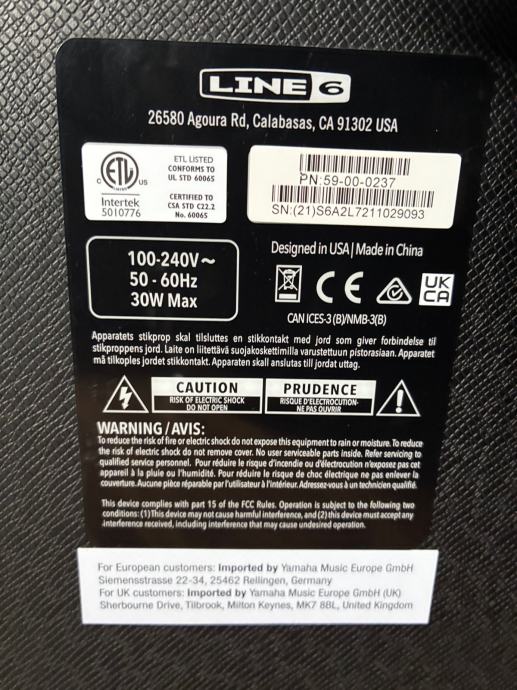 LINE 6
26580 Agoura Rd, Calabasas, CA 91302 USA
ETL
C US
Intertek
5010776
ETL LISTED
CONFORMS TO
UL STD 60065
CERTIFIED TO
CSA STD C22.2
No. 60065
PN:59-00-0237
SN:(21)S6A2L7211029093
100-240V~
50 - 60Hz
30W Max
Designed in USA | Made in China
CE
UK
CA
CAN ICES-3 (B)/NMB-3(B)
Apparatets stikprop skal tilsluttes en stikkontakt med jord som giver forbindelse til
stikproppens jord. Laite on liitettävä suojakoskettimilla varustettuun pistorasiaan. Apparatet
må tilkoples jordet stikkontakt. Apparaten skall anslutas till jordat uttag.
CAUTION
RISK OF ELECTRIC SHOCK
DO NOT OPEN
PRUDENCE
RISQUE D'ELECTROCUTION-
NE PAS OUVRIR
WARNING / AVIS:
To reduce the risk of fire or electric shock do not expose this equipment to rain or moisture. To reduce
the risk of electric shock do not remove cover. No user serviceable parts inside. Refer servicing to
qualified service personnel. Pour réduire le risque d'incendie ou d'électrocution n'exposez pas cet
appareil à la pluie ou l'humidité. Pour réduire le risque de choc électrique ne pas enlever la
couverture. Aucune pièce réparable par l'utilisateur à l'intérieur. Adressez-vous à un technicien qualifié.
This device complies with part 15 of the FCC Rules. Operation is subject to the following two
conditions: (1) This device may not cause harmful interference, and (2) this device must accept any
interference received, including interference that may cause undesired operation.
For European customers: Imported by Yamaha Music Europe GmbH
Siemensstrasse 22-34, 25462 Rellingen, Germany
For UK customers: Imported by Yamaha Music Europe GmbH (UK)
Sherbourne Drive, Tilbrook, Milton Keynes, MK7 8BL, United Kingdom